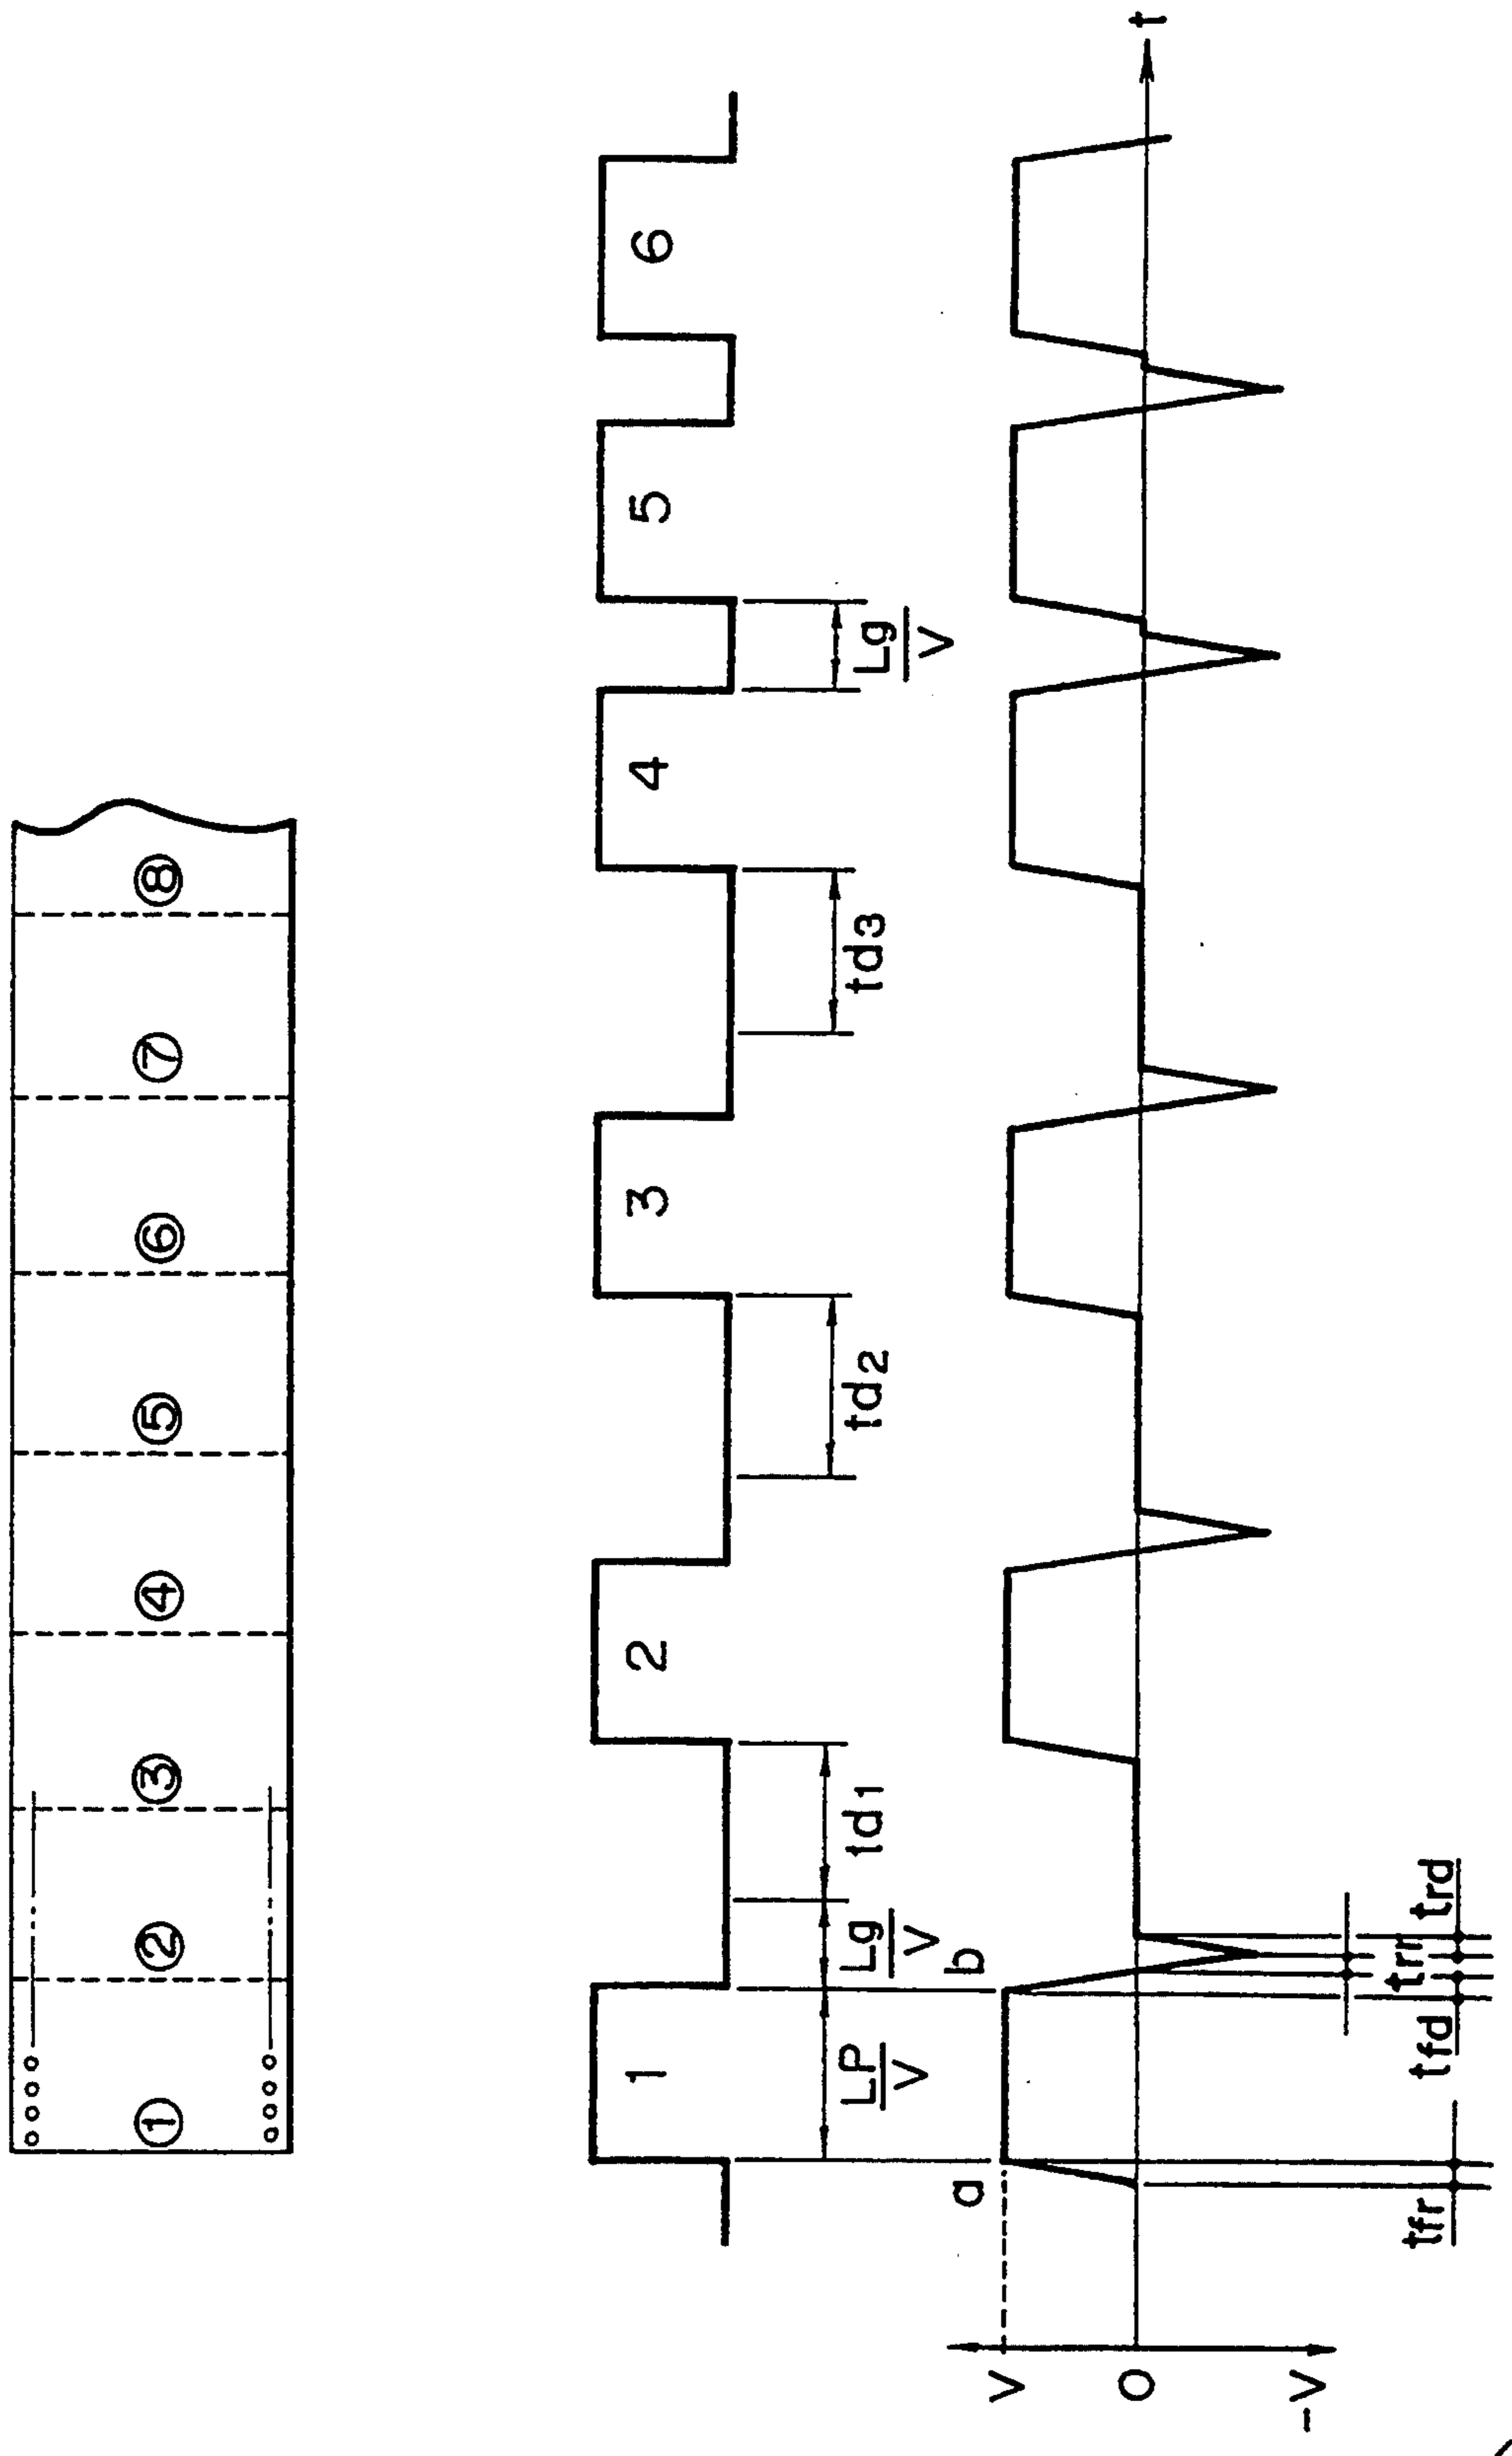 ① ② ③ ④ ⑤ ⑥ ⑦ ⑧
1 2 3 4 5 6
LP/V Lg/V td1 td2 td3 Lg/V
a b
V
O
-V
t
tfr tfd trr trd